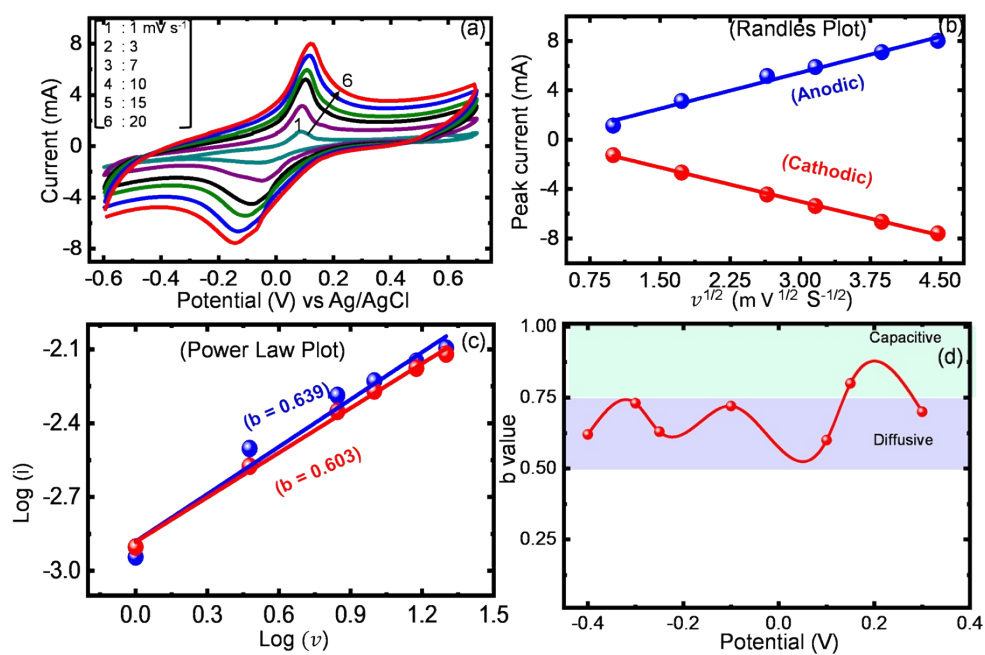 (a)
1 : 1 mV s⁻¹
2 : 3
3 : 7
4 : 10
5 : 15
6 : 20
8
4
0
-4
-8
Current (mA)
1
6
-0.6 -0.4 -0.2 0.0 0.2 0.4 0.6
Potential (V) vs Ag/AgCl
(Randles Plot)
(b)
8
4
0
-4
-8
Peak current (mA)
(Anodic)
(Cathodic)
0.75 1.50 2.25 3.00 3.75 4.50
v^1/2 (m V^1/2 S^-1/2)
(Power Law Plot)
(c)
-2.1
-2.4
-2.7
-3.0
Log (i)
(b = 0.639)
(b = 0.603)
0.0 0.3 0.6 0.9 1.2 1.5
Log (v)
1.00
0.75
0.50
0.25
b value
Capacitive
(d)
Diffusive
-0.4 -0.2 0.0 0.2 0.4
Potential (V)